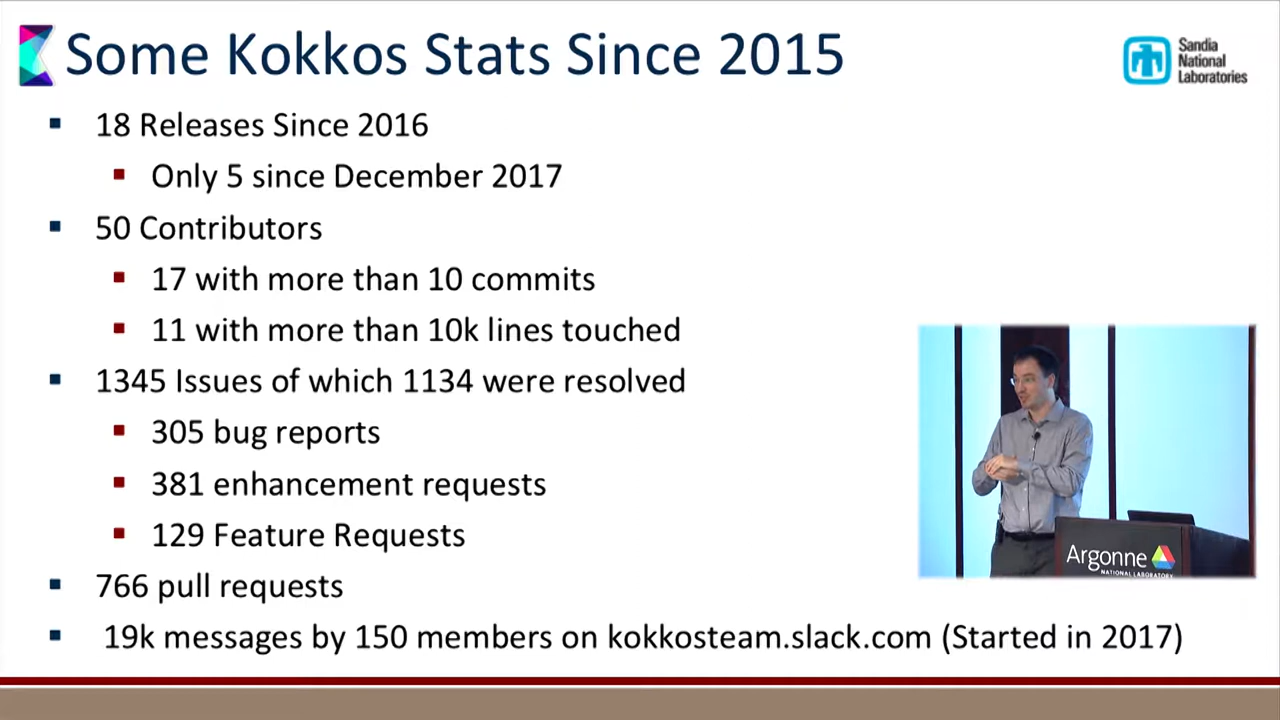 Some Kokkos Stats Since 2015
Sandia
National
Laboratories
18 Releases Since 2016
Only 5 since December 2017
50 Contributors
17 with more than 10 commits
11 with more than 10k lines touched
1345 Issues of which 1134 were resolved
305 bug reports
381 enhancement requests
129 Feature Requests
766 pull requests
19k messages by 150 members on kokkosteam.slack.com (Started in 2017)
Argonne
NATIONAL LABORATORY